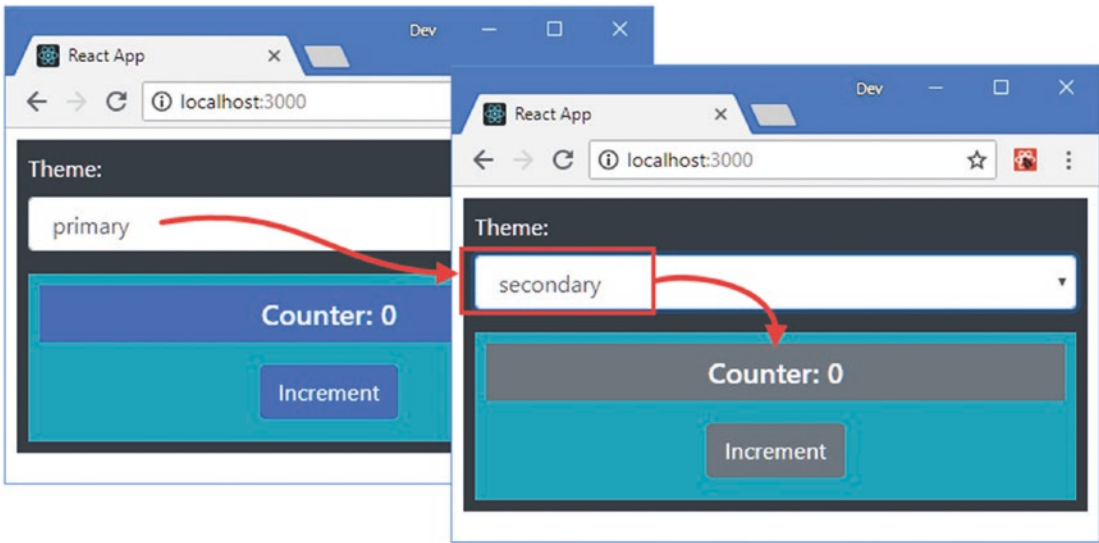 Dev
React App
localhost:3000
Theme:
primary
Counter: 0
Increment
Dev
React App
localhost:3000
Theme:
secondary
Counter: 0
Increment